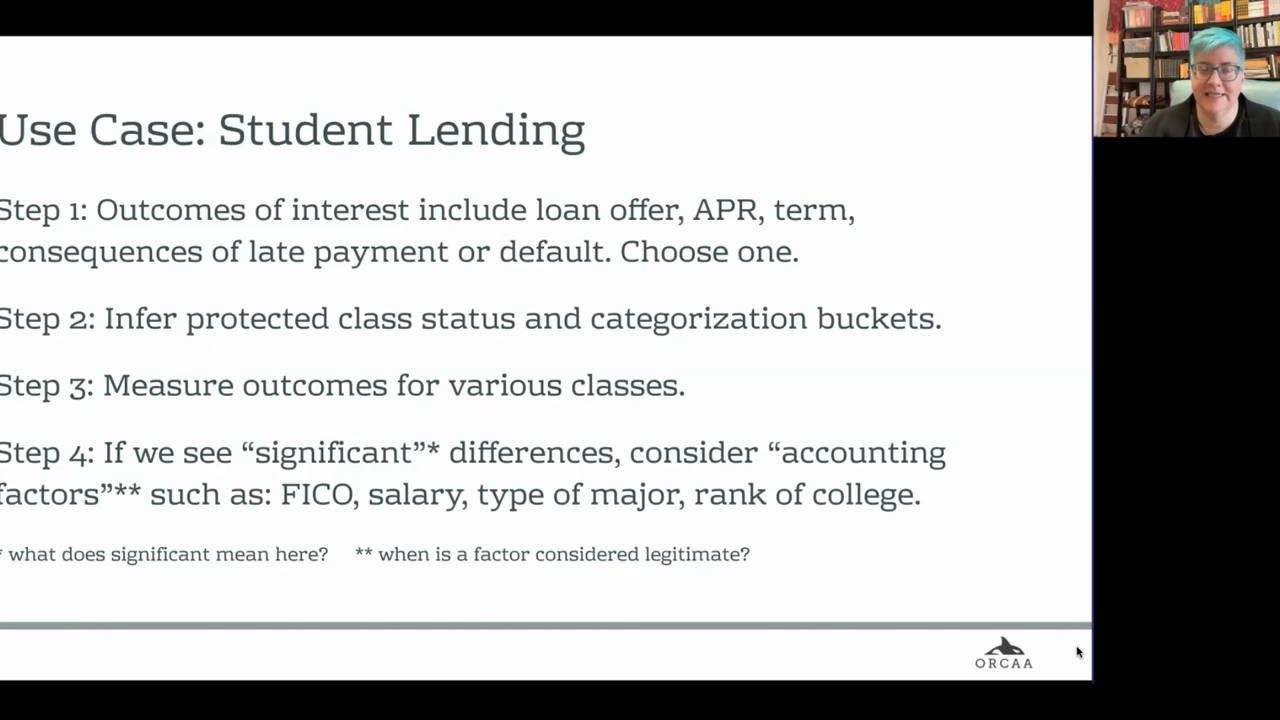 Use Case: Student Lending
Step 1: Outcomes of interest include loan offer, APR, term,
consequences of late payment or default. Choose one.
Step 2: Infer protected class status and categorization buckets.
Step 3: Measure outcomes for various classes.
Step 4: If we see “significant”* differences, consider “accounting
factors”** such as: FICO, salary, type of major, rank of college.
* what does significant mean here? ** when is a factor considered legitimate?
ORCAA